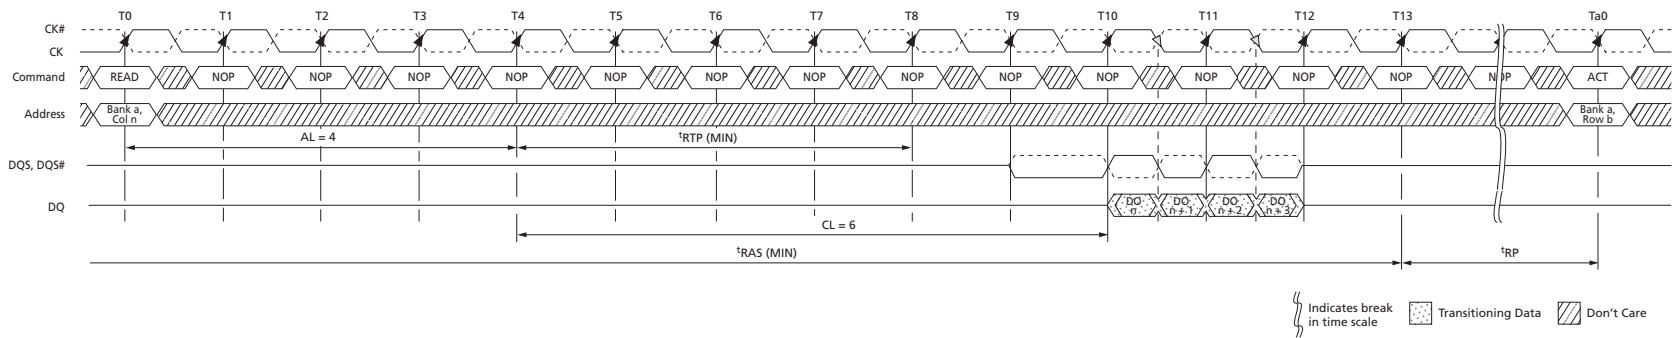 T0 T1 T2 T3 T4 T5 T6 T7 T8 T9 T10 T11 T12 T13 Ta0
CK#
CK
Command READ NOP NOP NOP NOP NOP NOP NOP NOP NOP NOP NOP NOP NOP NOP ACT
Address Bank a, Col n Bank a, Row b
AL = 4 tRTP (MIN)
DQS, DQS#
DQ DO n DO n + 1 DO n + 2 DO n + 3
CL = 6
tRAS (MIN) tRP
Indicates break
in time scale
Transitioning Data
Don't Care